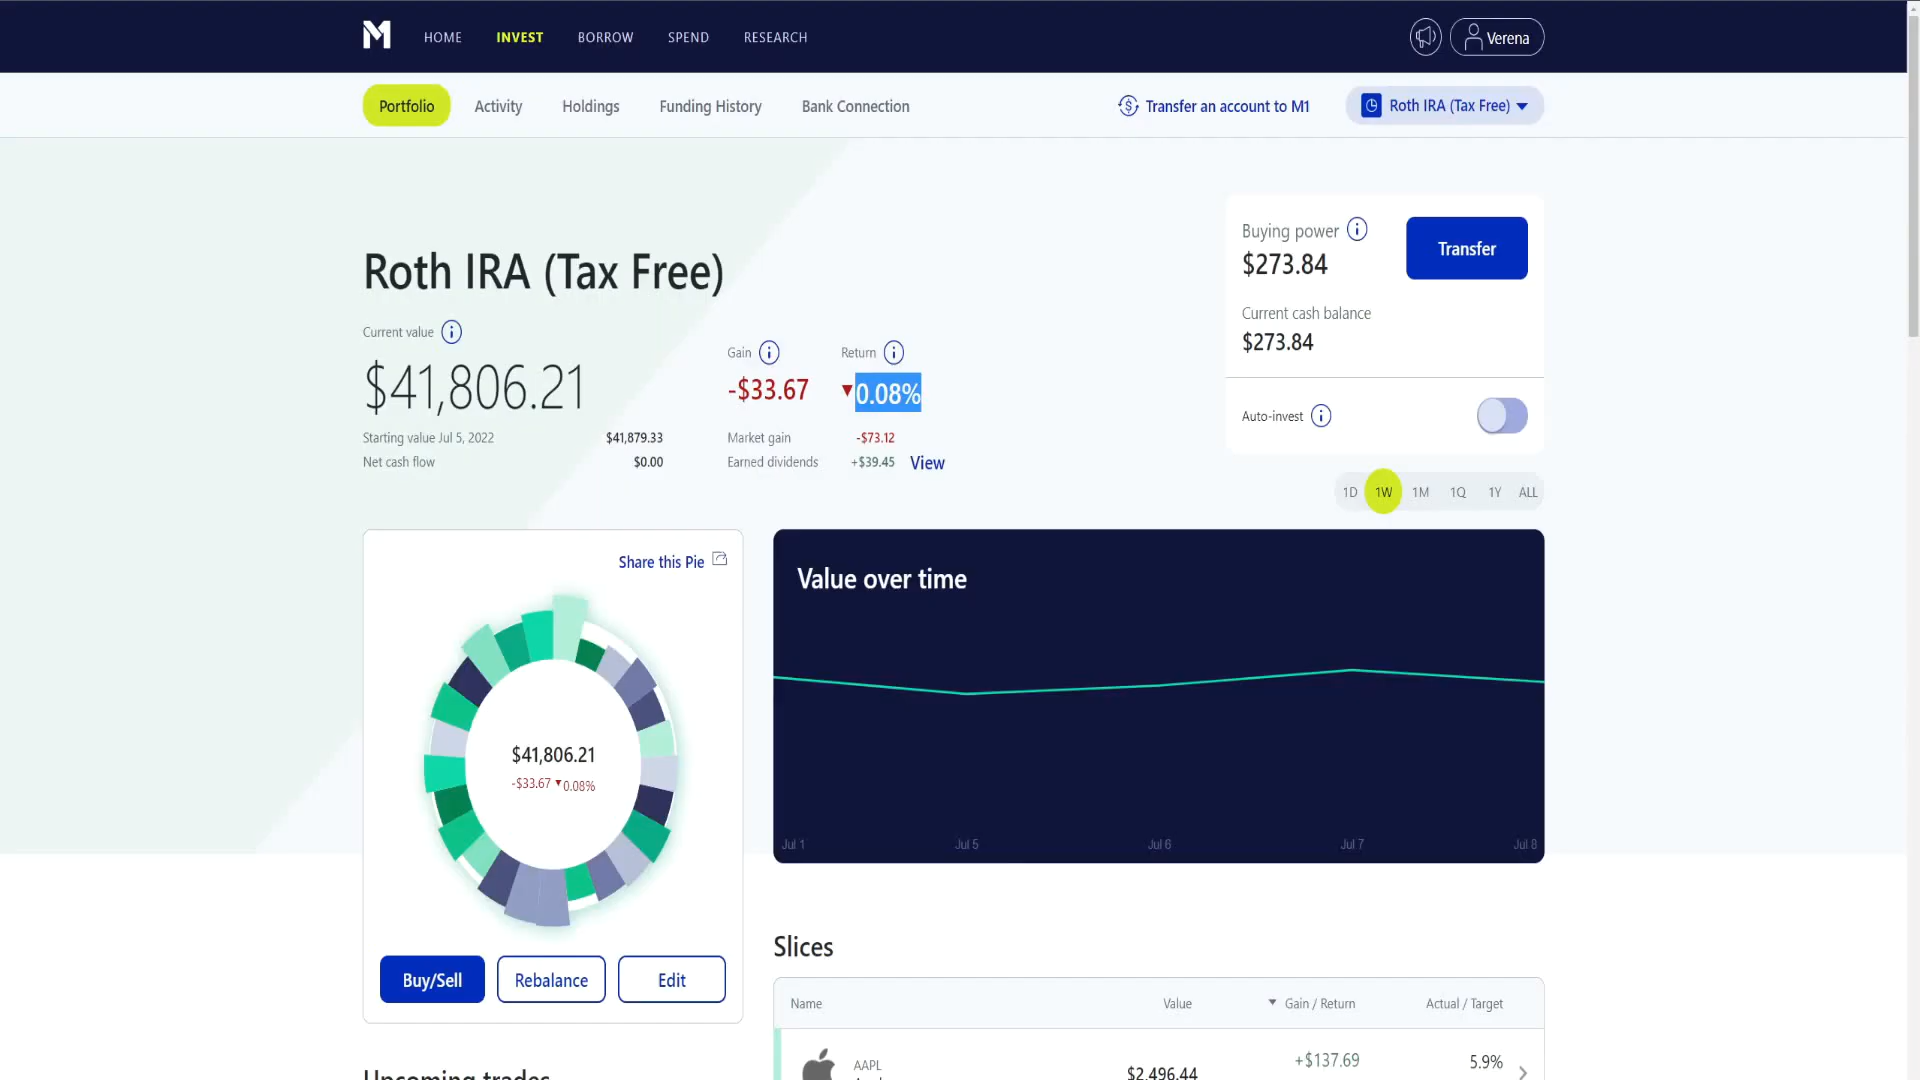 M HOME INVEST BORROW SPEND RESEARCH Verena
Portfolio Activity Holdings Funding History Bank Connection Transfer an account to M1 Roth IRA (Tax Free)
Roth IRA (Tax Free)
Buying power
$273.84
Transfer
Current cash balance
$273.84
Auto-invest
Current value
$41,806.21
Gain
-$33.67
Return
▼0.08%
Starting value Jul 5, 2022 $41,879.33
Net cash flow $0.00
Market gain -$73.12
Earned dividends +$39.45 View
1D 1W 1M 1Q 1Y ALL
Share this Pie
$41,806.21
-$33.67 ▼0.08%
Buy/Sell Rebalance Edit
Value over time
Jul 1 Jul 5 Jul 6 Jul 7 Jul 8
Slices
Name Value ▼ Gain / Return Actual / Target
AAPL $2,496.44 +$137.69 5.9%
Upcoming trades